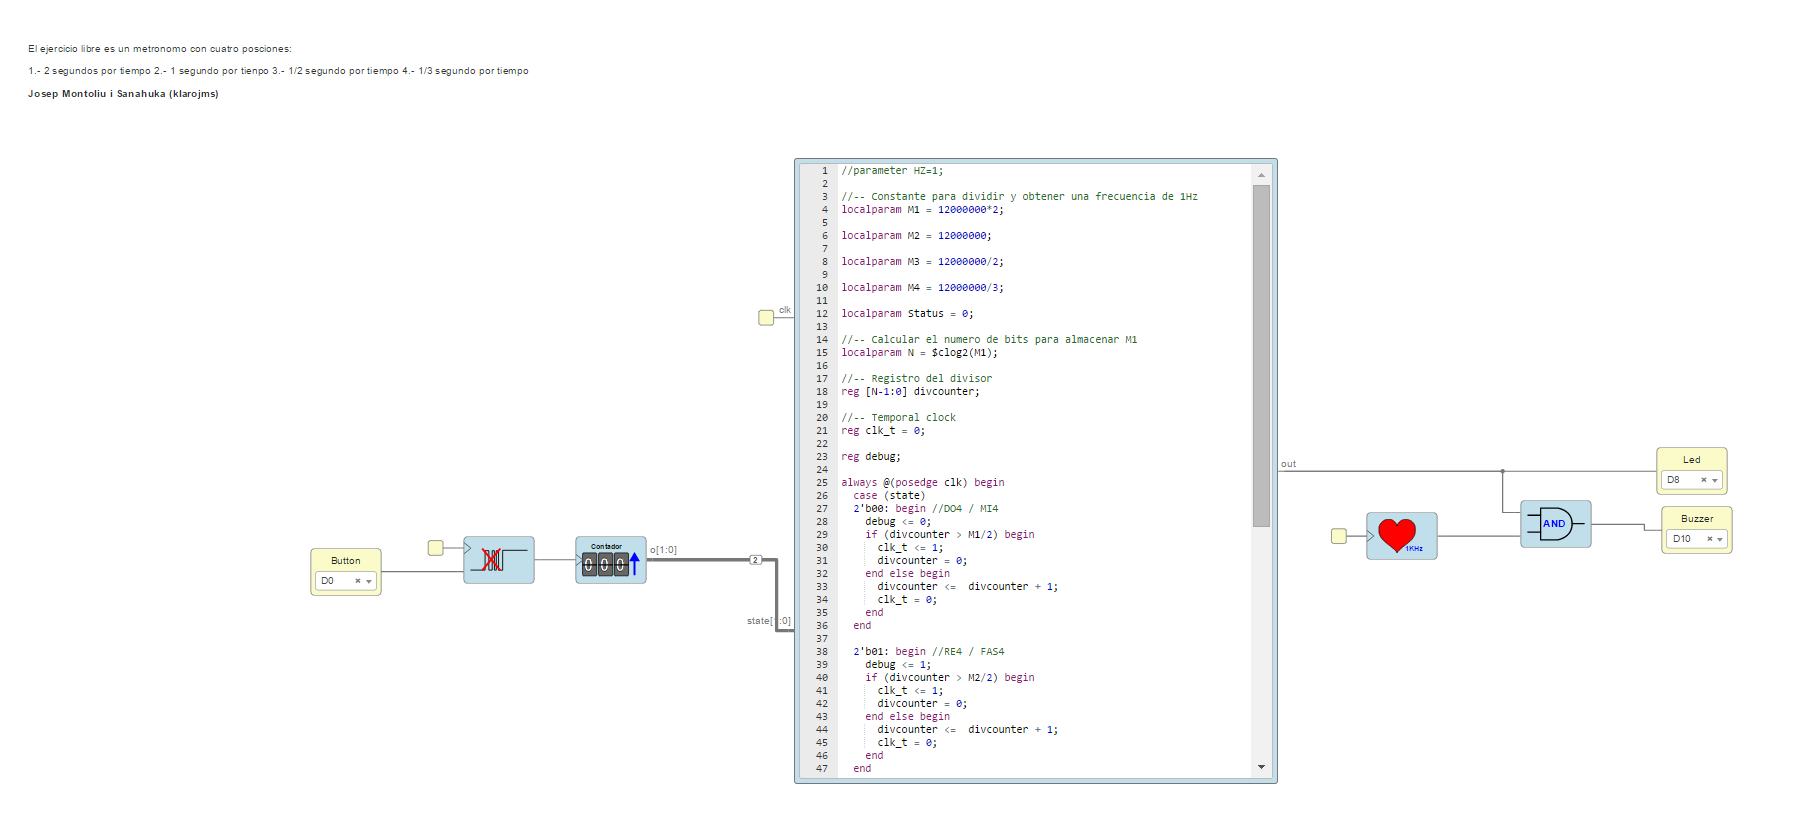 El ejercicio libre es un metronomo con cuatro posciones:
1.- 2 segundos por tiempo 2.- 1 segundo por tienpo 3.- 1/2 segundo por tiempo 4.- 1/3 segundo por tiempo
Josep Montoliu i Sanahuka (klarojms)
1 //parameter HZ=1;
2
3 //-- Constante para dividir y obtener una frecuencia de 1Hz
4 localparam M1 = 12000000*2;
5
6 localparam M2 = 12000000;
7
8 localparam M3 = 12000000/2;
9
10 localparam M4 = 12000000/3;
11
12 localparam Status = 0;
13
14 //-- Calcular el numero de bits para almacenar M1
15 localparam N = $clog2(M1);
16
17 //-- Registro del divisor
18 reg [N-1:0] divcounter;
19
20 //-- Temporal clock
21 reg clk_t = 0;
22
23 reg debug;
24
25 always @(posedge clk) begin
26 case (state)
27 2'b00: begin //DO4 / MI4
28 debug <= 0;
29 if (divcounter > M1/2) begin
30 clk_t <= 1;
31 divcounter = 0;
32 end else begin
33 divcounter <= divcounter + 1;
34 clk_t = 0;
35 end
36 end
37
38 2'b01: begin //RE4 / FAS4
39 debug <= 1;
40 if (divcounter > M2/2) begin
41 clk_t <= 1;
42 divcounter = 0;
43 end else begin
44 divcounter <= divcounter + 1;
45 clk_t = 0;
46 end
47 end
clk
state[1:0]
out
Button
D0
Contador
000
o[1:0]
2
1KHz
AND
Led
D8
Buzzer
D10